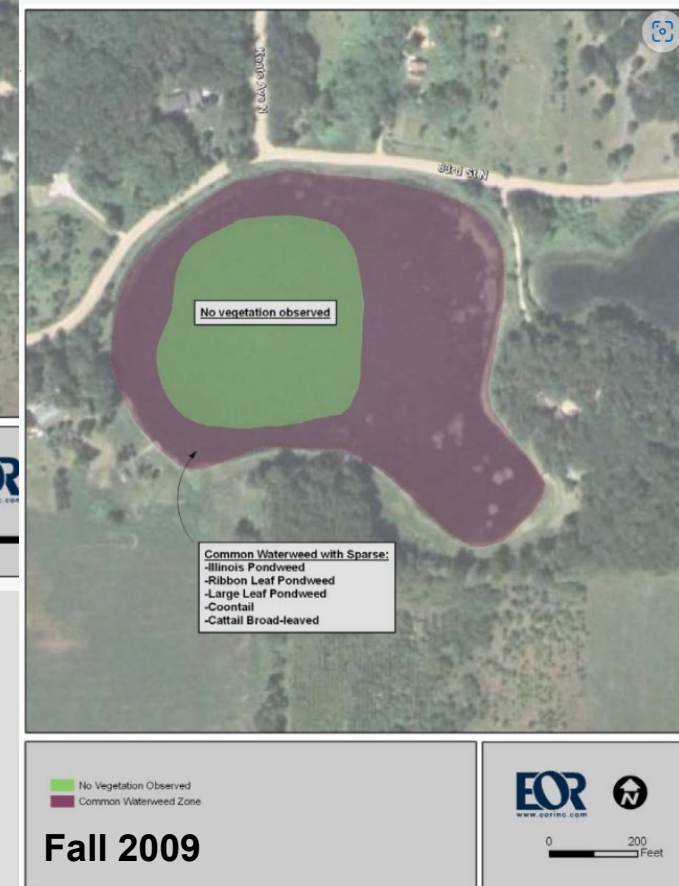 83rd St N
No vegetation observed
Common Waterweed with Sparse:
-Illinois Pondweed
-Ribbon Leaf Pondweed
-Large Leaf Pondweed
-Coontail
-Cattail Broad-leaved
No Vegetation Observed
Common Waterweed Zone
Fall 2009
EOR
www.eorinc.com
N
0 200
Feet